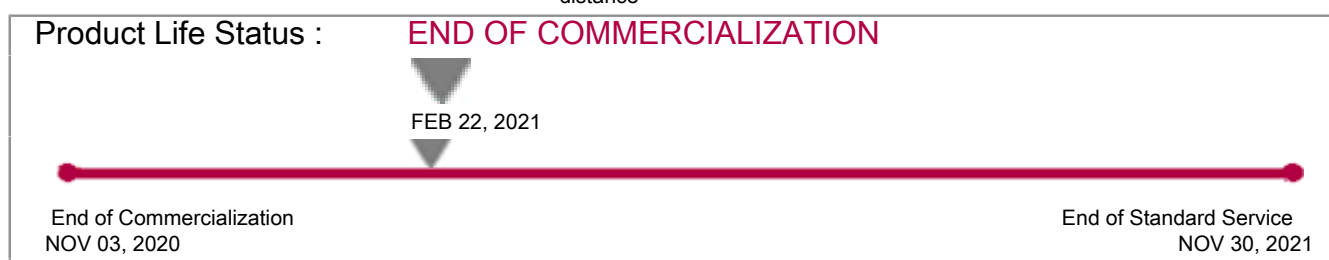 distance
Product Life Status : END OF COMMERCIALIZATION
FEB 22, 2021
End of Commercialization End of Standard Service
NOV 03, 2020 NOV 30, 2021